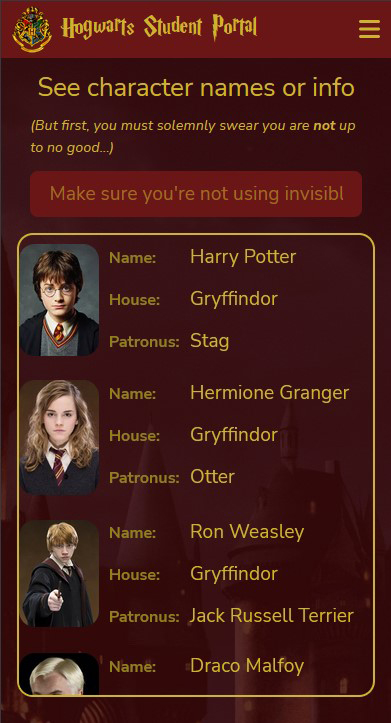 Hogwarts Student Portal
See character names or info
(But first, you must solemnly swear you are not up
to no good...)
Make sure you're not using invisibl
Name: Harry Potter
House: Gryffindor
Patronus: Stag
Name: Hermione Granger
House: Gryffindor
Patronus: Otter
Name: Ron Weasley
House: Gryffindor
Patronus: Jack Russell Terrier
Name: Draco Malfoy